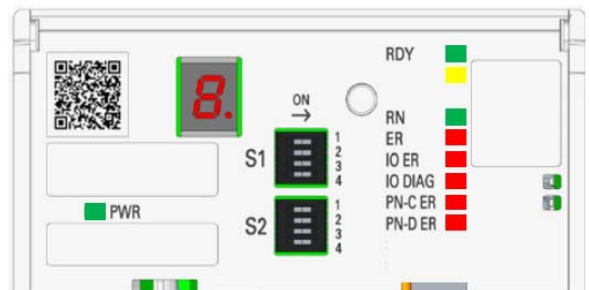 8.
RDY
ON
→
RN
ER
IO ER
IO DIAG
PN-C ER
PN-D ER
S1
1
2
3
4
PWR
S2
1
2
3
4